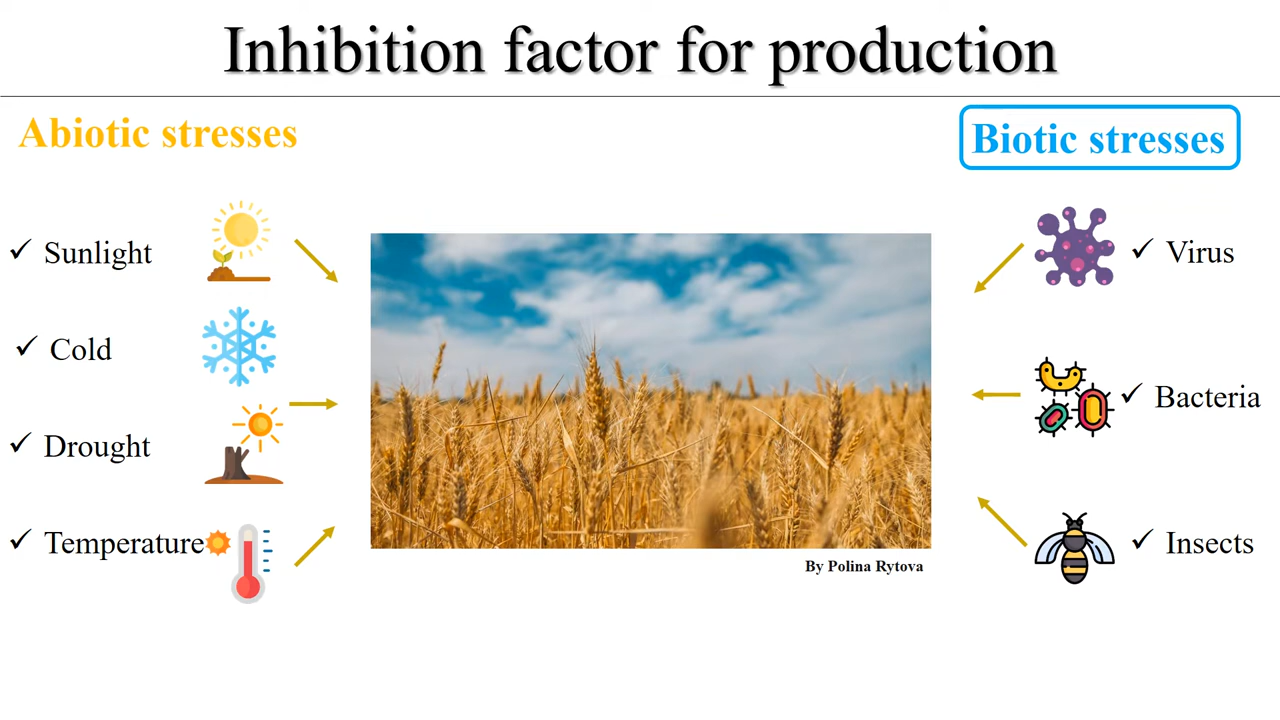 Inhibition factor for production
Abiotic stresses
✓ Sunlight
✓ Cold
✓ Drought
✓ Temperature
By Polina Rytova
Biotic stresses
✓ Virus
✓ Bacteria
✓ Insects